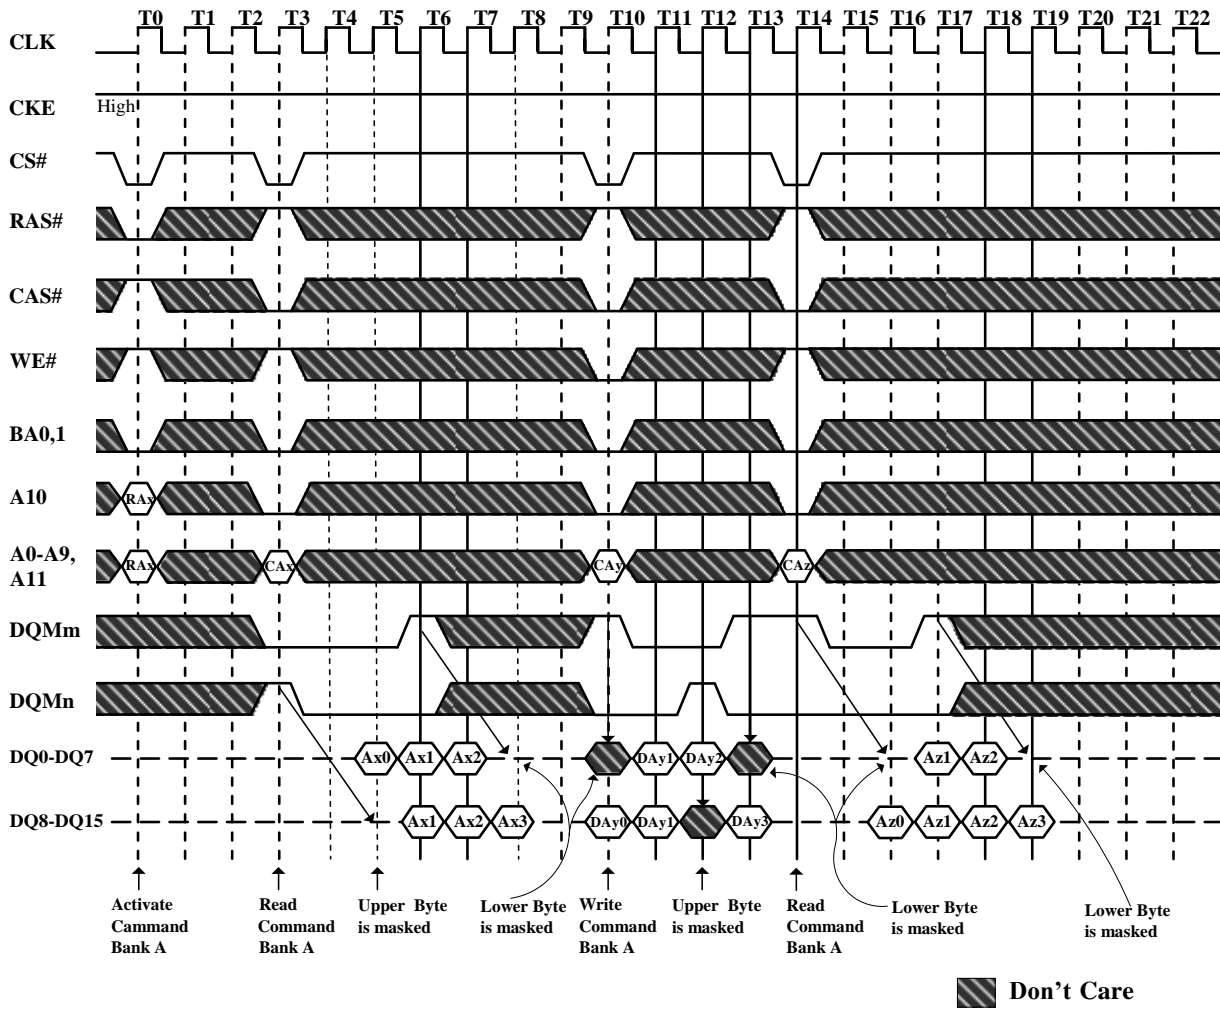 T0 T1 T2 T3 T4 T5 T6 T7 T8 T9 T10 T11 T12 T13 T14 T15 T16 T17 T18 T19 T20 T21 T22
CLK
CKE High
CS#
RAS#
CAS#
WE#
BA0,1
A10 RAx
A0-A9,
A11 RAx CAx CAy CAz
DQMm
DQMn
DQ0-DQ7 Ax0 Ax1 Ax2 DAy1 DAy2 Az1 Az2
DQ8-DQ15 Ax1 Ax2 Ax3 DAy0 DAy1 DAy3 Az0 Az1 Az2 Az3
Activate
Cammand
Bank A
Read
Command
Bank A
Upper Byte
is masked
Lower Byte
is masked
Write
Command
Bank A
Upper Byte
is masked
Read
Command
Bank A
Lower Byte
is masked
Lower Byte
is masked
Don't Care